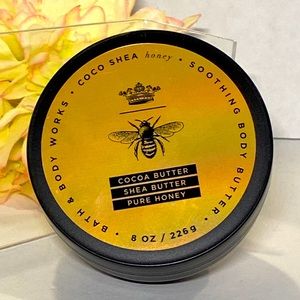 BATH & BODY WORKS • COCO SHEA honey • SOOTHING BODY BUTTER •
COCOA BUTTER
SHEA BUTTER
PURE HONEY
8 OZ / 226g